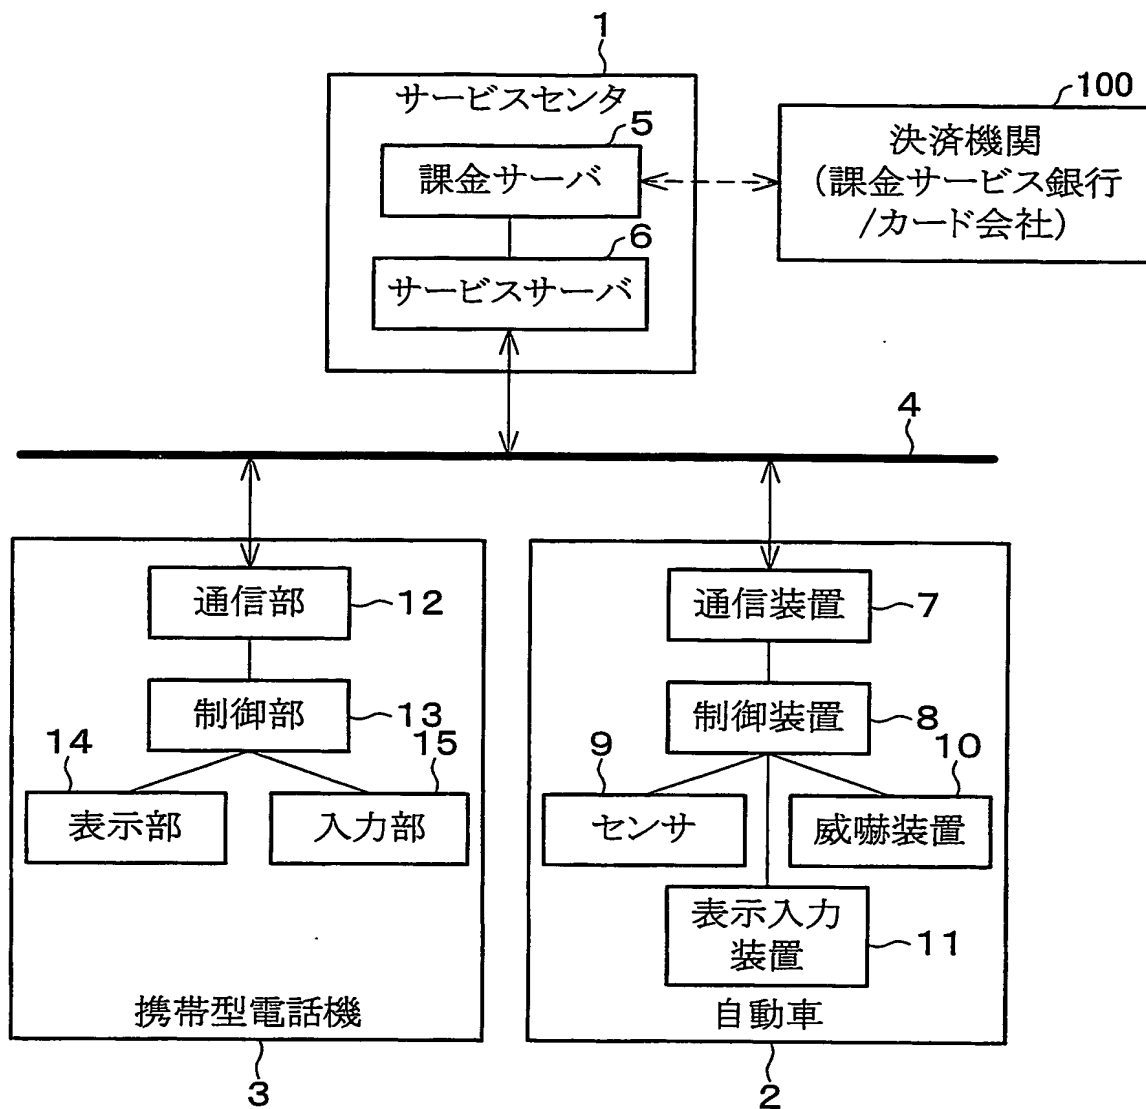 1
サービスセンタ
100
5
課金サーバ
決済機関
(課金サービス銀行
/カード会社)
6
サービスサーバ
4
通信部
12
通信装置
7
制御部
13
制御装置
8
14
15
9
10
表示部
入力部
センサ
威嚇装置
表示入力
装置
11
携帯型電話機
自動車
3
2